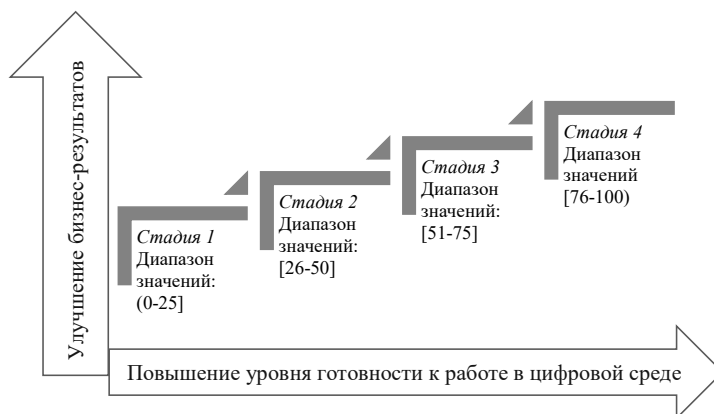 Улучшение бизнес-результатов
Стадия 1
Диапазон
значений:
(0-25]
Стадия 2
Диапазон
значений:
[26-50]
Стадия 3
Диапазон
значений:
[51-75]
Стадия 4
Диапазон
значений
[76-100)
Повышение уровня готовности к работе в цифровой среде